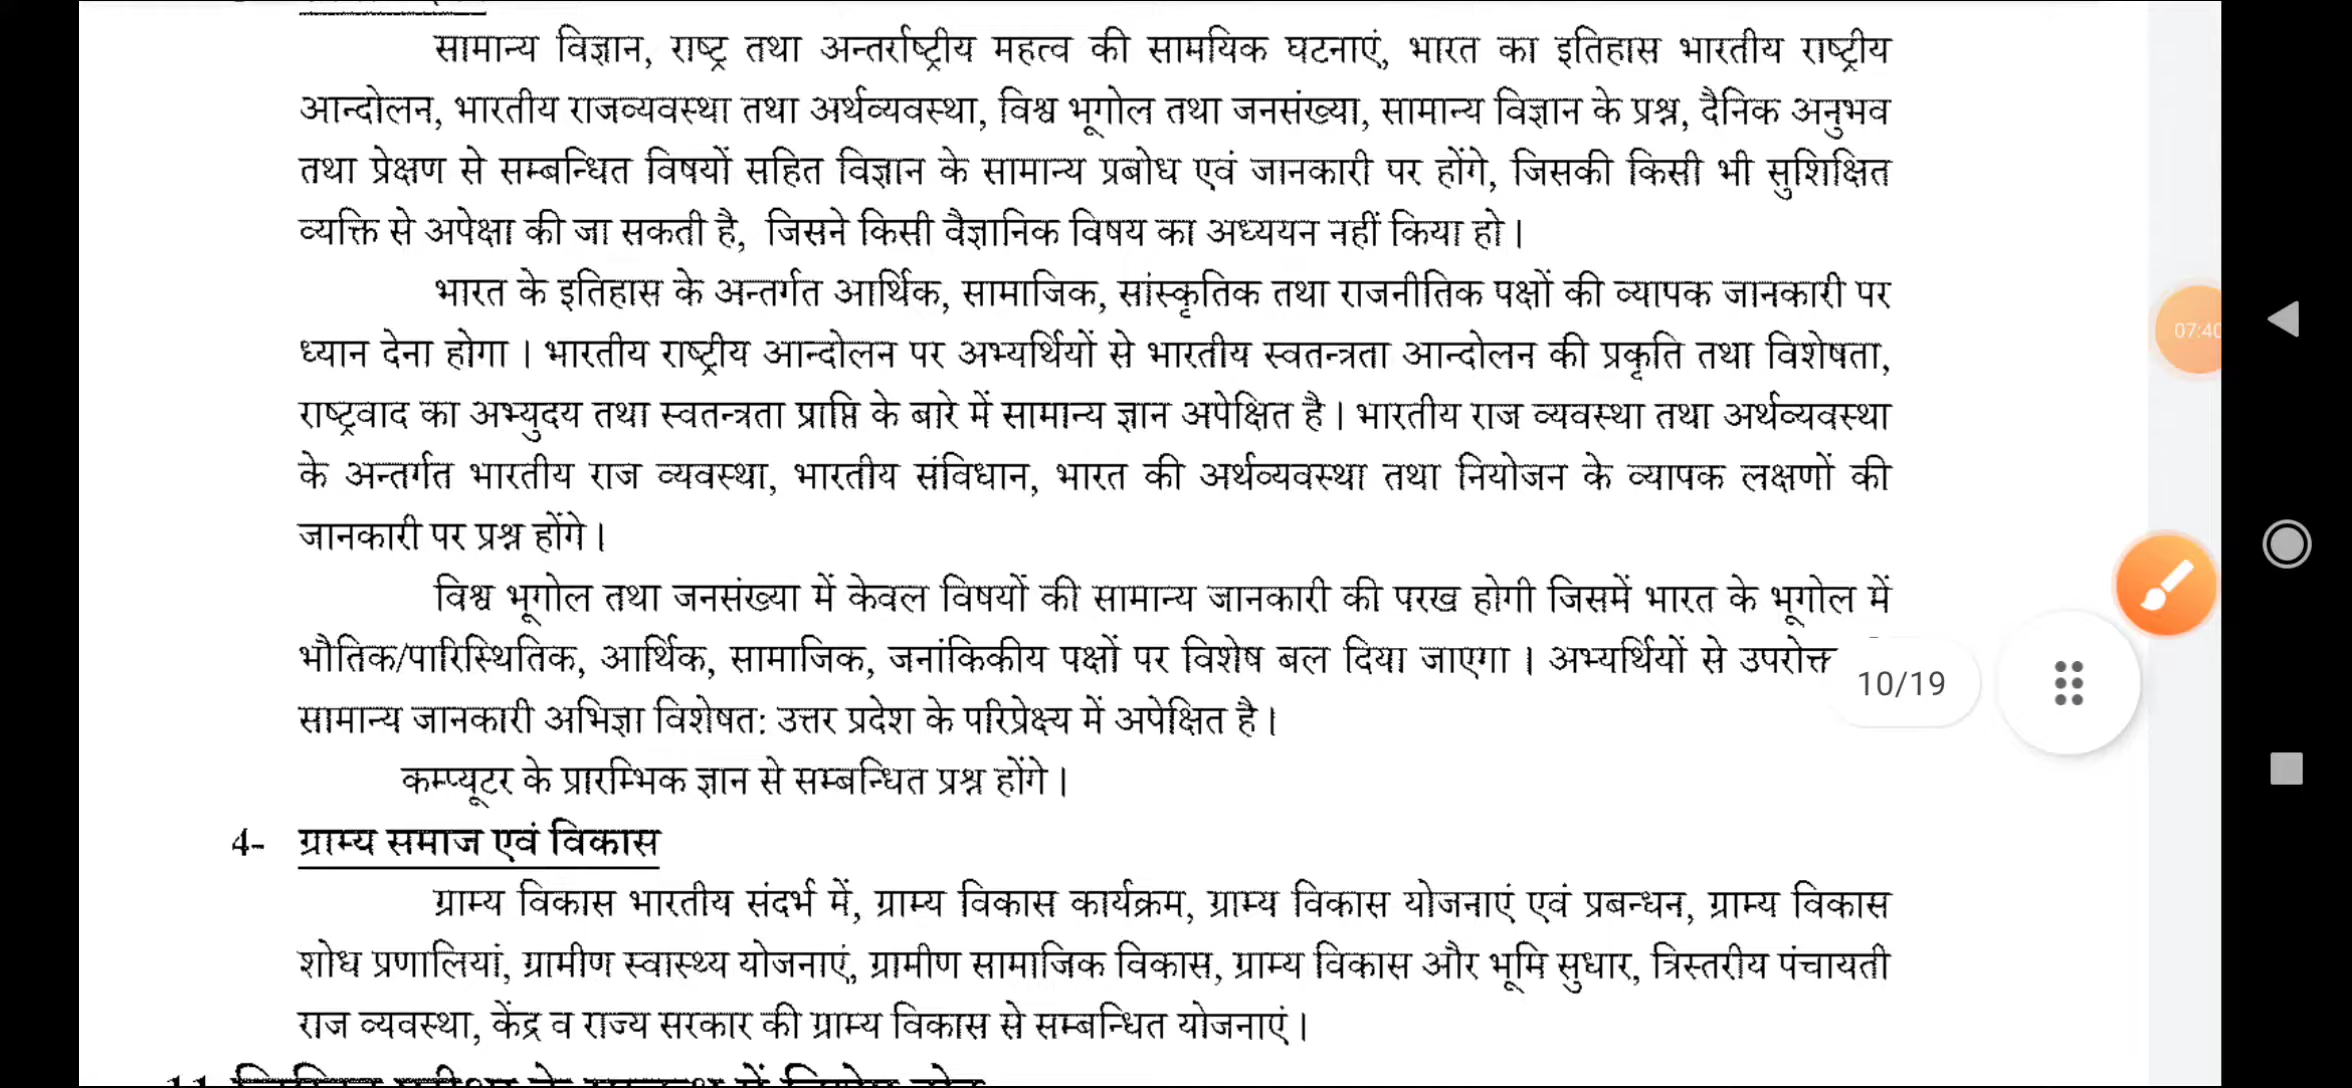 सामान्य विज्ञान, राष्ट्र तथा अन्तर्राष्ट्रीय महत्व की सामयिक घटनाएं, भारत का इतिहास भारतीय राष्ट्रीय
आन्दोलन, भारतीय राजव्यवस्था तथा अर्थव्यवस्था, विश्व भूगोल तथा जनसंख्या, सामान्य विज्ञान के प्रश्न, दैनिक अनुभव
तथा प्रेक्षण से सम्बन्धित विषयों सहित विज्ञान के सामान्य प्रबोध एवं जानकारी पर होंगे, जिसकी किसी भी सुशिक्षित
व्यक्ति से अपेक्षा की जा सकती है, जिसने किसी वैज्ञानिक विषय का अध्ययन नहीं किया हो।
भारत के इतिहास के अन्तर्गत आर्थिक, सामाजिक, सांस्कृतिक तथा राजनीतिक पक्षों की व्यापक जानकारी पर
ध्यान देना होगा। भारतीय राष्ट्रीय आन्दोलन पर अभ्यर्थियों से भारतीय स्वतन्त्रता आन्दोलन की प्रकृति तथा विशेषता,
07:40
राष्ट्रवाद का अभ्युदय तथा स्वतन्त्रता प्राप्ति के बारे में सामान्य ज्ञान अपेक्षित है। भारतीय राज व्यवस्था तथा अर्थव्यवस्था
के अन्तर्गत भारतीय राज व्यवस्था, भारतीय संविधान, भारत की अर्थव्यवस्था तथा नियोजन के व्यापक लक्षणों की
जानकारी पर प्रश्न होंगे।
विश्व भूगोल तथा जनसंख्या में केवल विषयों की सामान्य जानकारी की परख होगी जिसमें भारत के भूगोल में
भौतिक/पारिस्थितिक, आर्थिक, सामाजिक, जनांकिकीय पक्षों पर विशेष बल दिया जाएगा। अभ्यर्थियों से उपरोक्त
10/19
सामान्य जानकारी अभिज्ञा विशेषत: उत्तर प्रदेश के परिप्रेक्ष्य में अपेक्षित है।
कम्प्यूटर के प्रारम्भिक ज्ञान से सम्बन्धित प्रश्न होंगे।
4- ग्राम्य समाज एवं विकास
ग्राम्य विकास भारतीय संदर्भ में, ग्राम्य विकास कार्यक्रम, ग्राम्य विकास योजनाएं एवं प्रबन्धन, ग्राम्य विकास
शोध प्रणालियां, ग्रामीण स्वास्थ्य योजनाएं, ग्रामीण सामाजिक विकास, ग्राम्य विकास और भूमि सुधार, त्रिस्तरीय पंचायती
राज व्यवस्था, केंद्र व राज्य सरकार की ग्राम्य विकास से सम्बन्धित योजनाएं।